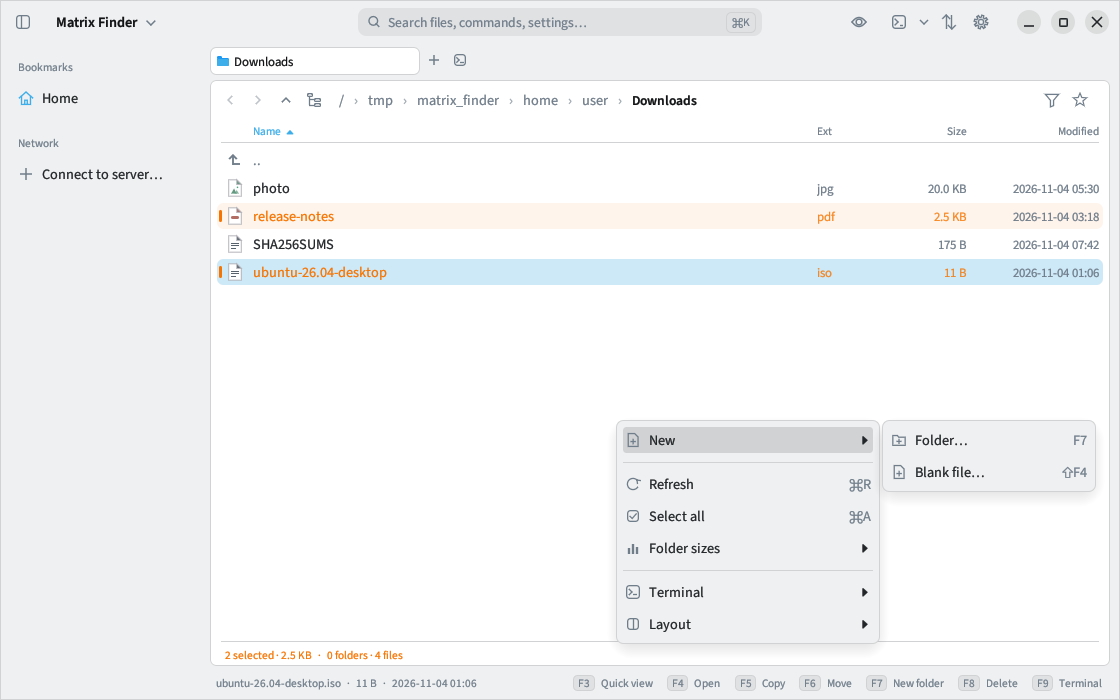 Matrix Finder
Search files, commands, settings… ⌘K
Bookmarks
Home
Network
Connect to server…
Downloads
/ › tmp › matrix_finder › home › user › Downloads
Name Ext Size Modified
..
photo jpg 20.0 KB 2026-11-04 05:30
release-notes pdf 2.5 KB 2026-11-04 03:18
SHA256SUMS 175 B 2026-11-04 07:42
ubuntu-26.04-desktop iso 11 B 2026-11-04 01:06
New
Refresh ⌘R
Select all ⌘A
Folder sizes
Terminal
Layout
Folder… F7
Blank file… ⇧F4
2 selected · 2.5 KB · 0 folders · 4 files
ubuntu-26.04-desktop.iso · 11 B · 2026-11-04 01:06
F3 Quick view F4 Open F5 Copy F6 Move F7 New folder F8 Delete F9 Terminal